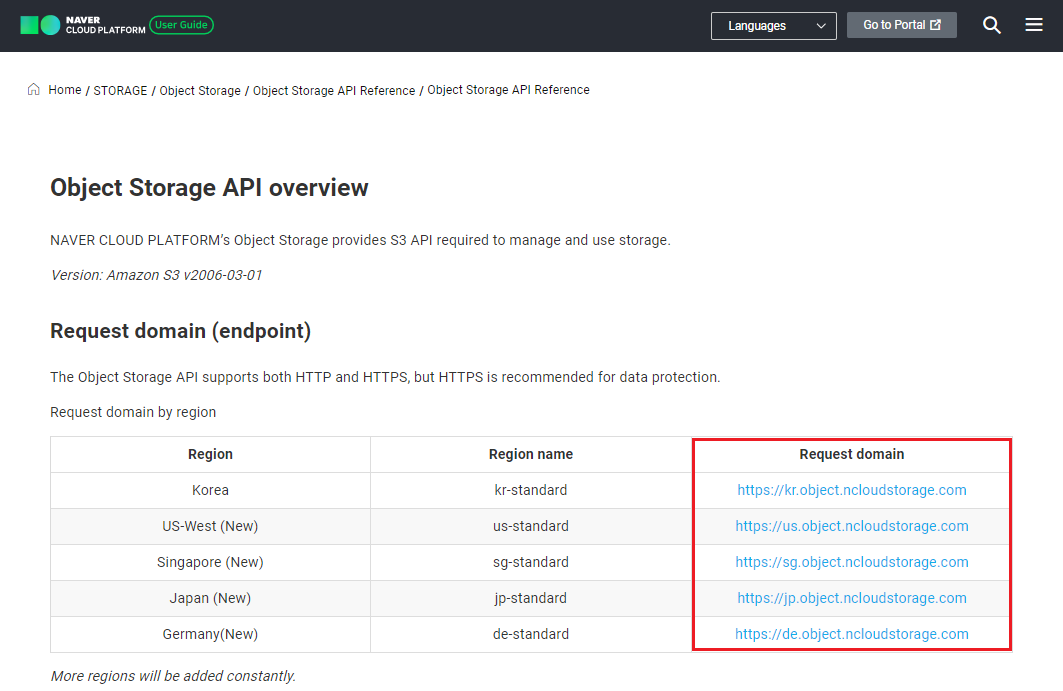 NAVER
CLOUD PLATFORM User Guide
Languages
Go to Portal
Home / STORAGE / Object Storage / Object Storage API Reference / Object Storage API Reference
Object Storage API overview
NAVER CLOUD PLATFORM’s Object Storage provides S3 API required to manage and use storage.
Version: Amazon S3 v2006-03-01
Request domain (endpoint)
The Object Storage API supports both HTTP and HTTPS, but HTTPS is recommended for data protection.
Request domain by region
Region Region name Request domain
Korea kr-standard https://kr.object.ncloudstorage.com
US-West (New) us-standard https://us.object.ncloudstorage.com
Singapore (New) sg-standard https://sg.object.ncloudstorage.com
Japan (New) jp-standard https://jp.object.ncloudstorage.com
Germany(New) de-standard https://de.object.ncloudstorage.com
More regions will be added constantly.